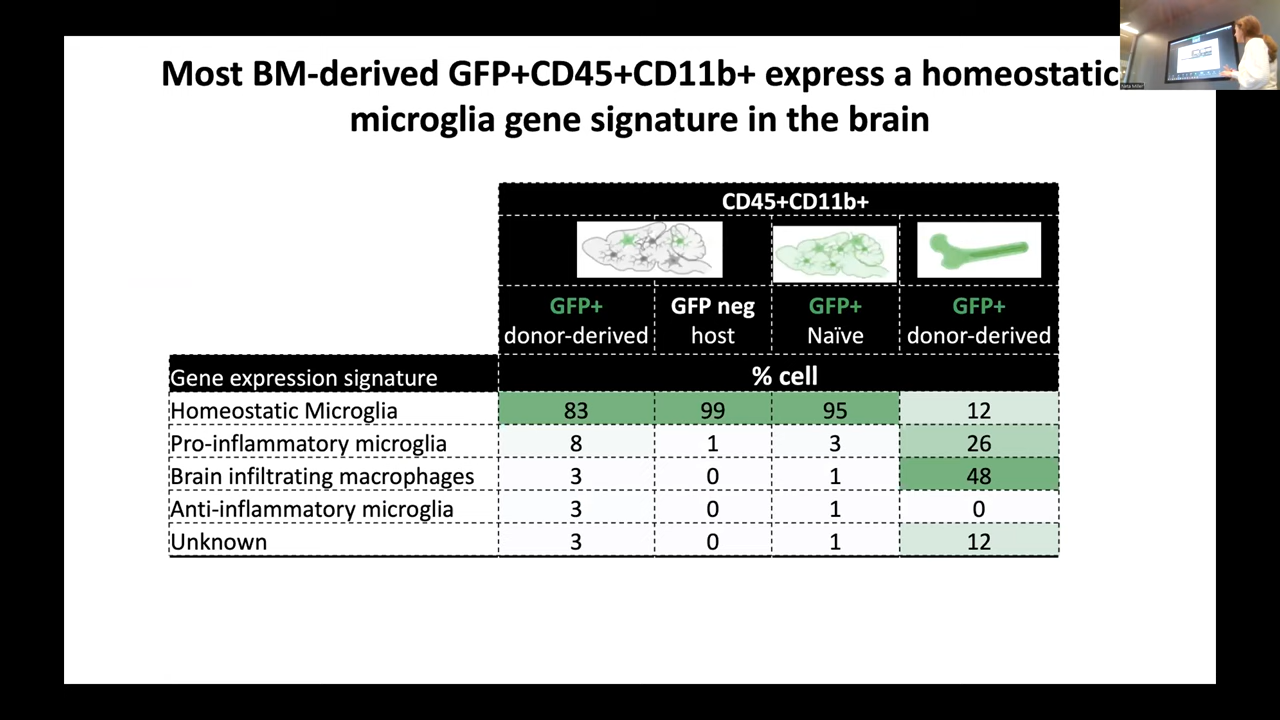 Most BM-derived GFP+CD45+CD11b+ express a homeostatic
microglia gene signature in the brain
CD45+CD11b+
GFP+ GFP neg GFP+ GFP+
donor-derived host Naïve donor-derived
Gene expression signature % cell
Homeostatic Microglia 83 99 95 12
Pro-inflammatory microglia 8 1 3 26
Brain infiltrating macrophages 3 0 1 48
Anti-inflammatory microglia 3 0 1 0
Unknown 3 0 1 12